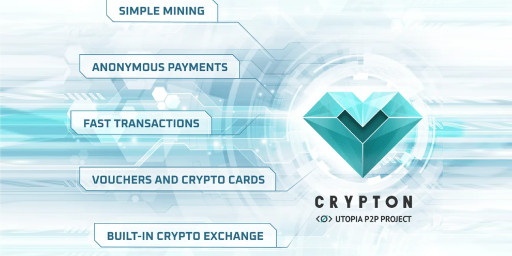 SIMPLE MINING
ANONYMOUS PAYMENTS
FAST TRANSACTIONS
VOUCHERS AND CRYPTO CARDS
BUILT-IN CRYPTO EXCHANGE
CRYPTON
<Ø> UTOPIA P2P PROJECT